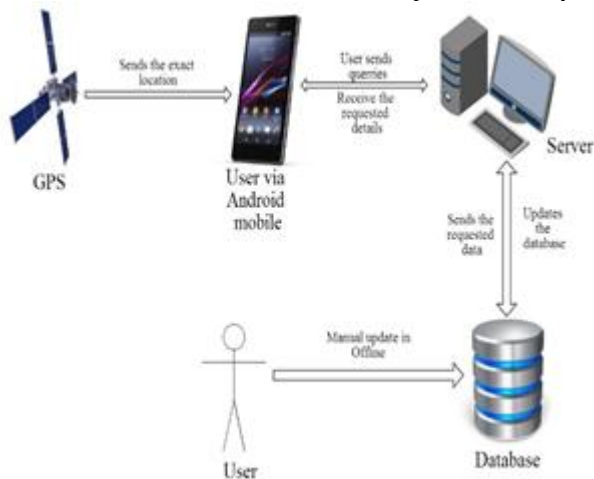 Sends the exact
location
User sends
querries
Receive the
requested
details
GPS
User via
Android
mobile
Server
Sends the
requested
data
Updates
the
database
Manual update in
Offline
User
Database